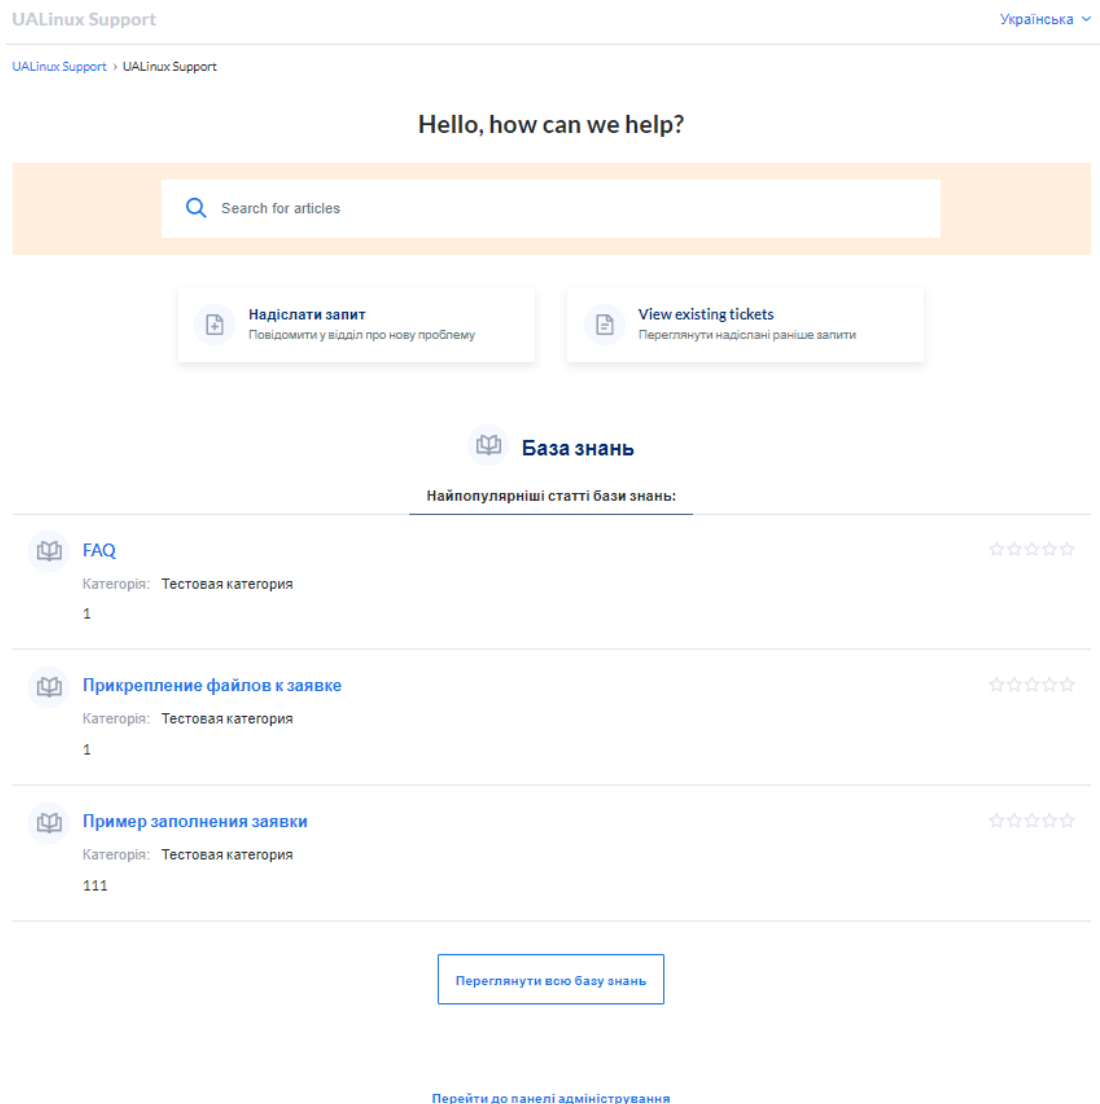 UALinux Support
Українська
UALinux Support › UALinux Support
Hello, how can we help?
Search for articles
Надіслати запит
Повідомити у відділ про нову проблему
View existing tickets
Переглянути надіслані раніше запити
База знань
Найпопулярніші статті бази знань:
FAQ
Категорія: Тестовая категория
1
Прикрепление файлов к заявке
Категорія: Тестовая категория
1
Пример заполнения заявки
Категорія: Тестовая категория
111
Переглянути всю базу знань
Перейти до панелі адміністрування